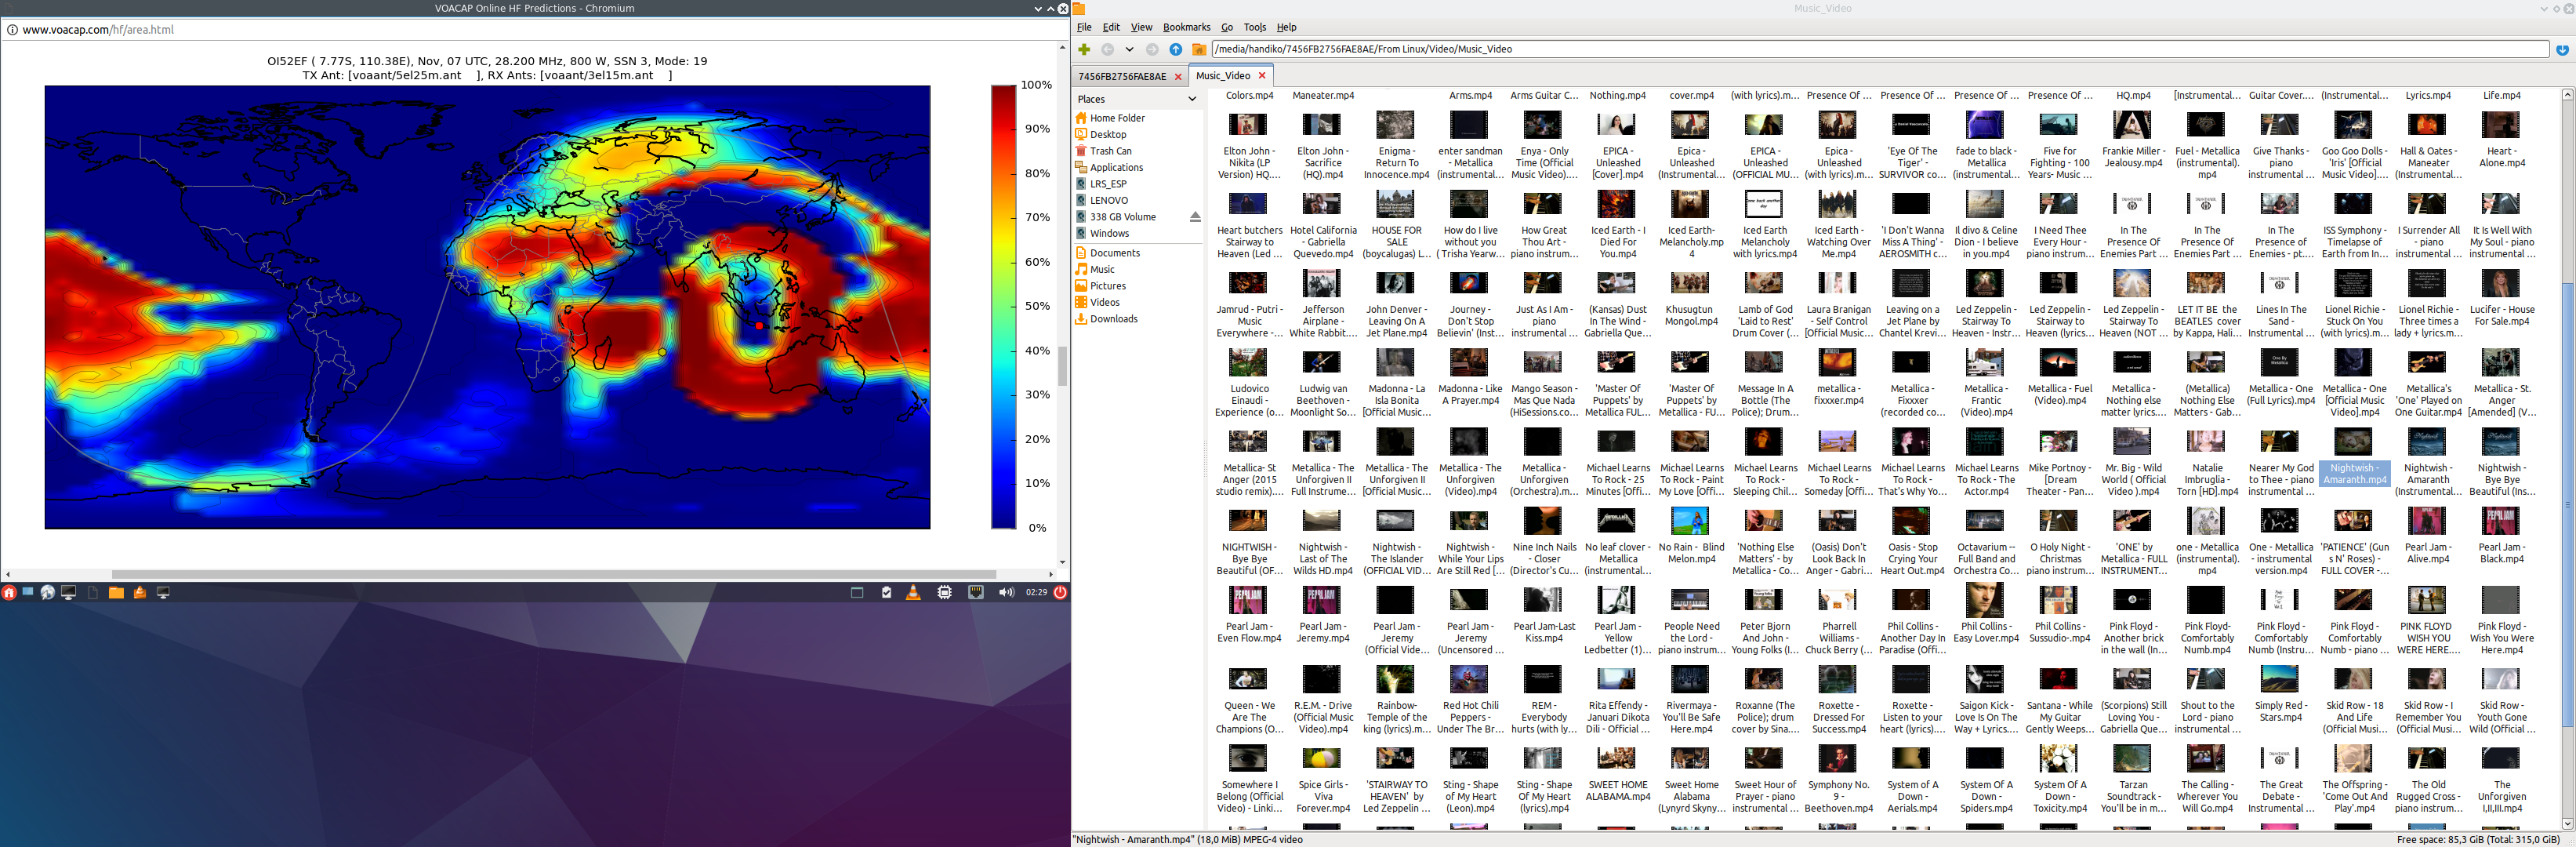 VOACAP Online HF Predictions - Chromium
www.voacap.com/hf/area.html
OI52EF ( 7.77S, 110.38E), Nov, 07 UTC, 28.200 MHz, 800 W, SSN 3, Mode: 19
TX Ant: [voaant/5el25m.ant ], RX Ants: [voaant/3el15m.ant ]
100%
90%
80%
70%
60%
50%
40%
30%
20%
10%
0%
02:29
Music_Video
File Edit View Bookmarks Go Tools Help
/media/handiko/7456FB2756FAE8AE/From Linux/Video/Music_Video
7456FB2756FAE8AE Music_Video
Places
Home Folder
Desktop
Trash Can
Applications
LRS_ESP
LENOVO
338 GB Volume
Windows
Documents
Music
Pictures
Videos
Downloads
Colors.mp4 Maneater.mp4 Arms.mp4 Arms Guitar C... Nothing.mp4 cover.mp4 (with lyrics).m... Presence Of ... Presence Of ... Presence Of ... Presence Of ... HQ.mp4 [Instrumental... Guitar Cover.... (Instrumental... Lyrics.mp4 Life.mp4
Elton John - Elton John - Enigma - enter sandman Enya - Only EPICA - Epica - EPICA - Epica - 'Eye Of The fade to black - Five for Frankie Miller - Fuel - Metallica Give Thanks - Goo Goo Dolls - Hall & Oates - Heart -
Nikita (LP Sacrifice Return To - Metallica Time (Official Unleashed Unleashed Unleashed Unleashed Tiger' - Metallica Fighting - 100 Jealousy.mp4 (instrumental). piano 'Iris' [Official Maneater Alone.mp4
Version) HQ.... (HQ).mp4 Innocence.mp4 (instrumental... Music Video).... [Cover].mp4 (Instrumental... (OFFICIAL MU... (with lyrics).m... SURVIVOR co... (instrumental... Years- Music ... mp4 instrumental ... Music Video].... (Instrumental...
Heart butchers Hotel California HOUSE FOR How do I live How Great Iced Earth - I Iced Earth- Iced Earth Iced Earth - 'I Don't Wanna Il divo & Celine I Need Thee In The In The In The ISS Symphony - I Surrender All It Is Well With
Stairway to - Gabriella SALE without you Thou Art - Died For Melancholy.mp Melancholy Watching Over Miss A Thing' - Dion - I believe Every Hour - Presence Of Presence Of Presence of Timelapse of - piano My Soul - piano
Heaven (Led ... Quevedo.mp4 (boycalugas) L... ( Trisha Yearw... piano instrum... You.mp4 4 with lyrics.mp4 Me.mp4 AEROSMITH c... in you.mp4 piano instrum... Enemies Part ... Enemies Part ... Enemies - pt.... Earth from In... instrumental ... instrumental ...
Jamrud - Putri - Jefferson John Denver - Journey - Just As I Am - (Kansas) Dust Khusugtun Lamb of God Laura Branigan Leaving on a Led Zeppelin - Led Zeppelin - Led Zeppelin - LET IT BE the Lines In The Lionel Richie - Lionel Richie - Lucifer - House
Music Airplane - Leaving On A Don't Stop piano In The Wind - Mongol.mp4 'Laid to Rest' - Self Control Jet Plane by Stairway To Stairway to Stairway To BEATLES cover Sand - Stuck On You Three times a For Sale.mp4
Everywhere -... White Rabbit.... Jet Plane.mp4 Believin' (Inst... instrumental ... Gabriella Que... Drum Cover (... [Official Music... Chantel Krevi... Heaven - Instr... Heaven (lyrics... Heaven (NOT ... by Kappa, Hali... Instrumental ... (with lyrics).m... lady + lyrics.m...
Ludovico Ludwig van Madonna - La Madonna - Like Mango Season - 'Master Of 'Master Of Message In A metallica - Metallica - Metallica - Metallica - Fuel Metallica - (Metallica) Metallica - One Metallica - One Metallica's Metallica - St.
Einaudi - Beethoven - Isla Bonita A Prayer.mp4 Mas Que Nada Puppets' by Puppets' by Bottle (The fixxxer.mp4 Fixxxer Frantic (Video).mp4 Nothing else Nothing Else (Full Lyrics).mp4 [Official Music 'One' Played on Anger
Experience (o... Moonlight So... [Official Music... (HiSessions.co... Metallica FUL... Metallica - FU... Police); Drum... (recorded co... (Video).mp4 matter lyrics.... Matters - Gab... Video].mp4 One Guitar.mp4 [Amended] (V...
Metallica- St Metallica - The Metallica - The Metallica - The Metallica - Michael Learns Michael Learns Michael Learns Michael Learns Michael Learns Michael Learns Mike Portnoy - Mr. Big - Wild Natalie Nearer My God Nightwish - Nightwish - Nightwish -
Anger (2015 Unforgiven II Unforgiven II Unforgiven Unforgiven To Rock - 25 To Rock - Paint To Rock - To Rock - To Rock - To Rock - The [Dream World ( Official Imbruglia - to Thee - piano Amaranth.mp4 Amaranth Bye Bye
studio remix).... Full Instrume... [Official Music... (Video).mp4 (Orchestra).m... Minutes [Offi... My Love [Offi... Sleeping Chil... Someday [Offi... That's Why Yo... Actor.mp4 Theater - Pan... Video ).mp4 Torn [HD].mp4 instrumental ... (Instrumental... Beautiful (Ins...
NIGHTWISH - Nightwish - Nightwish - Nightwish - Nine Inch Nails No leaf clover - No Rain - Blind 'Nothing Else (Oasis) Don't Oasis - Stop Octavarium -- O Holy Night - 'ONE' by one - Metallica One - Metallica 'PATIENCE' (Gun Pearl Jam - Pearl Jam -
Bye Bye Last of The The Islander While Your Lips - Closer Metallica Melon.mp4 Matters' - by Look Back In Crying Your Full Band and Christmas Metallica - FULL (instrumental). - instrumental s N' Roses) - Alive.mp4 Black.mp4
Beautiful (OF... Wilds HD.mp4 (OFFICIAL VID... Are Still Red [... (Director's Cu... (instrumental... Metallica - Co... Anger - Gabri... Heart Out.mp4 Orchestra Co... piano instrum... INSTRUMENT... mp4 version.mp4 FULL COVER -...
Pearl Jam - Pearl Jam - Pearl Jam - Pearl Jam - Pearl Jam-Last Pearl Jam - People Need Peter Bjorn Pharrell Phil Collins - Phil Collins - Phil Collins - Pink Floyd - Pink Floyd- Pink Floyd - Pink Floyd - PINK FLOYD Pink Floyd -
Even Flow.mp4 Jeremy.mp4 Jeremy Jeremy Kiss.mp4 Yellow the Lord - And John - Williams - Another Day In Easy Lover.mp4 Sussudio-.mp4 Another brick Comfortably Comfortably Comfortably WISH YOU Wish You Were
(Official Vide... (Uncensored ... Ledbetter (1)... piano instrum... Young Folks (I... Chuck Berry (... Paradise (Offi... in the wall (In... Numb.mp4 Numb (Instru... Numb - piano ... WERE HERE.... Here.mp4
Queen - We R.E.M. - Drive Rainbow- Red Hot Chili REM - Rita Effendy - Rivermaya - Roxanne (The Roxette - Roxette - Saigon Kick - Santana - While (Scorpions) Still Shout to the Simply Red - Skid Row - 18 Skid Row - I Skid Row -
Are The (Official Music Temple of the Peppers - Everybody Januari Dikota You'll Be Safe Police); drum Dressed For Listen to your Love Is On The My Guitar Loving You - Lord - piano Stars.mp4 And Life Remember You Youth Gone
Champions (O... Video).mp4 king (lyrics).m... Under The Br... hurts (with ly... Dili - Official ... Here.mp4 cover by Sina.... Success.mp4 heart (lyrics).... Way + Lyrics.... Gently Weeps... Gabriella Que... instrumental ... (Official Musi... (Official Musi... Wild (Official ...
Somewhere I Spice Girls - 'STAIRWAY TO Sting - Shape Sting - Shape SWEET HOME Sweet Home Sweet Hour of Symphony No. System of A System Of A System Of A Tarzan The Calling - The Great The Offspring - The Old The
Belong (Official Viva HEAVEN' by of My Heart Of My Heart ALABAMA.mp4 Alabama Prayer - piano 9 - Down - Down - Down - Soundtrack - Wherever You Debate - 'Come Out And Rugged Cross - Unforgiven
Video) - Linki... Forever.mp4 Led Zeppelin ... (Leon).mp4 (lyrics).mp4 (Lynyrd Skyny... instrumental ... Beethoven.mp4 Aerials.mp4 Spiders.mp4 Toxicity.mp4 You'll be in m... Will Go.mp4 Instrumental ... Play'.mp4 piano instrum... I,II,III.mp4
"Nightwish - Amaranth.mp4" (18,0 MiB) MPEG-4 video
Free space: 85,3 GiB (Total: 315,0 GiB)